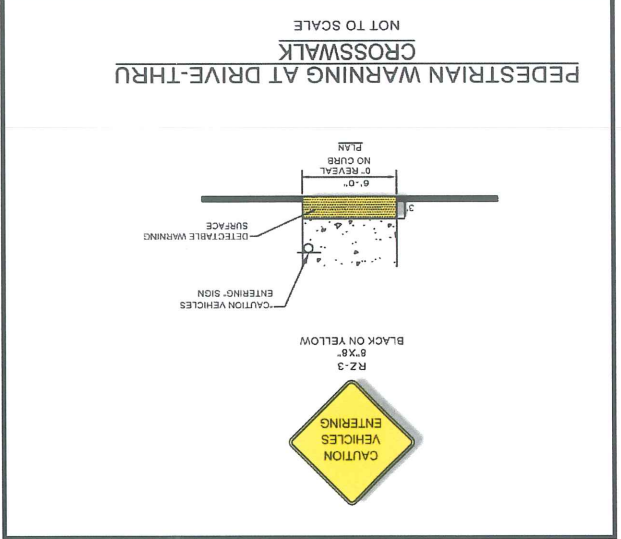 CAUTION
VEHICLES
ENTERING
RZ-3
8"X8"
BLACK ON YELLOW
"CAUTION VEHICLES
ENTERING" SIGN
DETECTABLE WARNING
SURFACE
3'
6'-0"
0" REVEAL
NO CURB
PLAN
PEDESTRIAN WARNING AT DRIVE-THRU
CROSSWALK
NOT TO SCALE